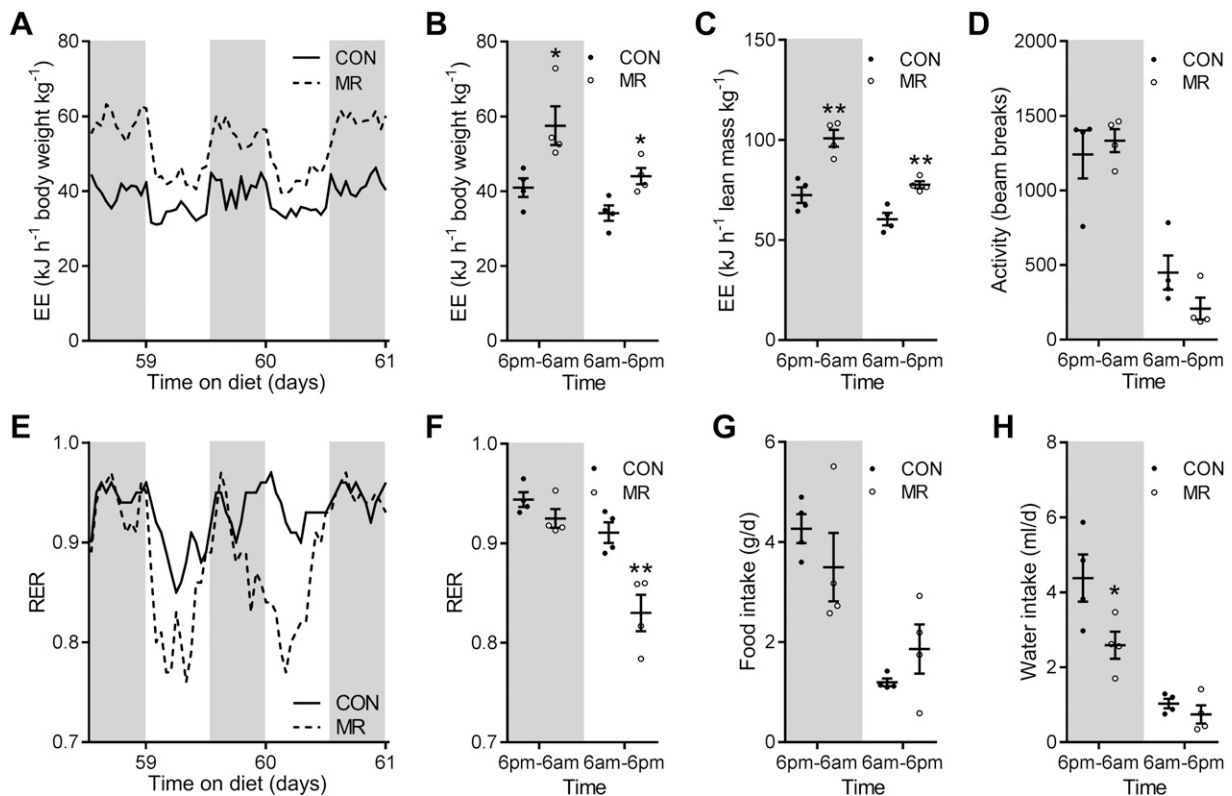 A
EE (kJ h⁻¹ body weight kg⁻¹)
80
60
40
20
0
CON
MR
59
60
61
Time on diet (days)
B
EE (kJ h⁻¹ body weight kg⁻¹)
80
60
40
20
0
*
*
CON
MR
6pm-6am
6am-6pm
Time
C
EE (kJ h⁻¹ lean mass kg⁻¹)
150
100
50
0
**
**
CON
MR
6pm-6am
6am-6pm
Time
D
Activity (beam breaks)
2000
1500
1000
500
0
CON
MR
6pm-6am
6am-6pm
Time
E
RER
1.0
0.9
0.8
0.7
CON
MR
59
60
61
Time on diet (days)
F
RER
1.0
0.9
0.8
0.7
CON
MR
**
6pm-6am
6am-6pm
Time
G
Food intake (g/d)
6
4
2
0
CON
MR
6pm-6am
6am-6pm
Time
H
Water intake (ml/d)
8
6
4
2
0
*
CON
MR
6pm-6am
6am-6pm
Time